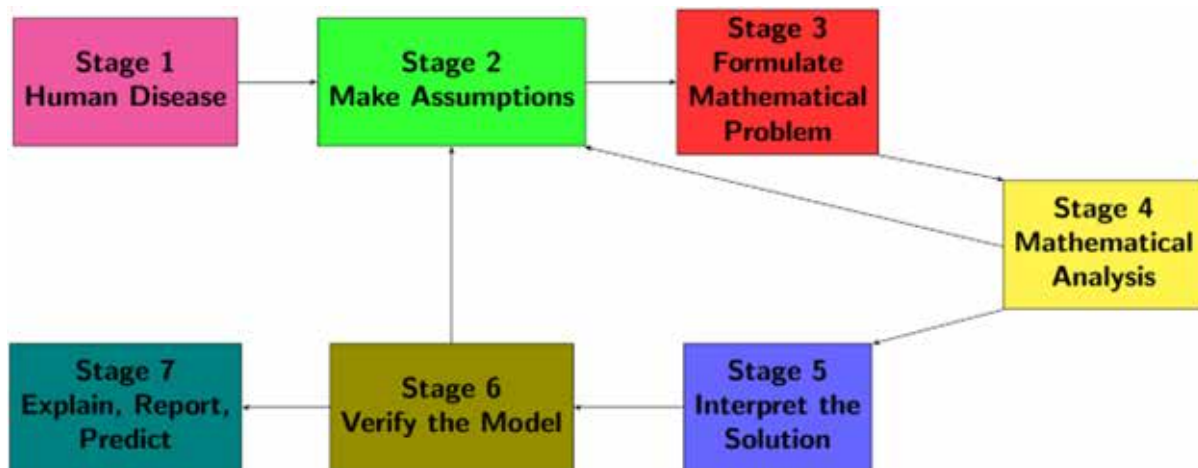 Stage 1
Human Disease
Stage 2
Make Assumptions
Stage 3
Formulate
Mathematical
Problem
Stage 4
Mathematical
Analysis
Stage 5
Interpret the
Solution
Stage 6
Verify the Model
Stage 7
Explain, Report,
Predict